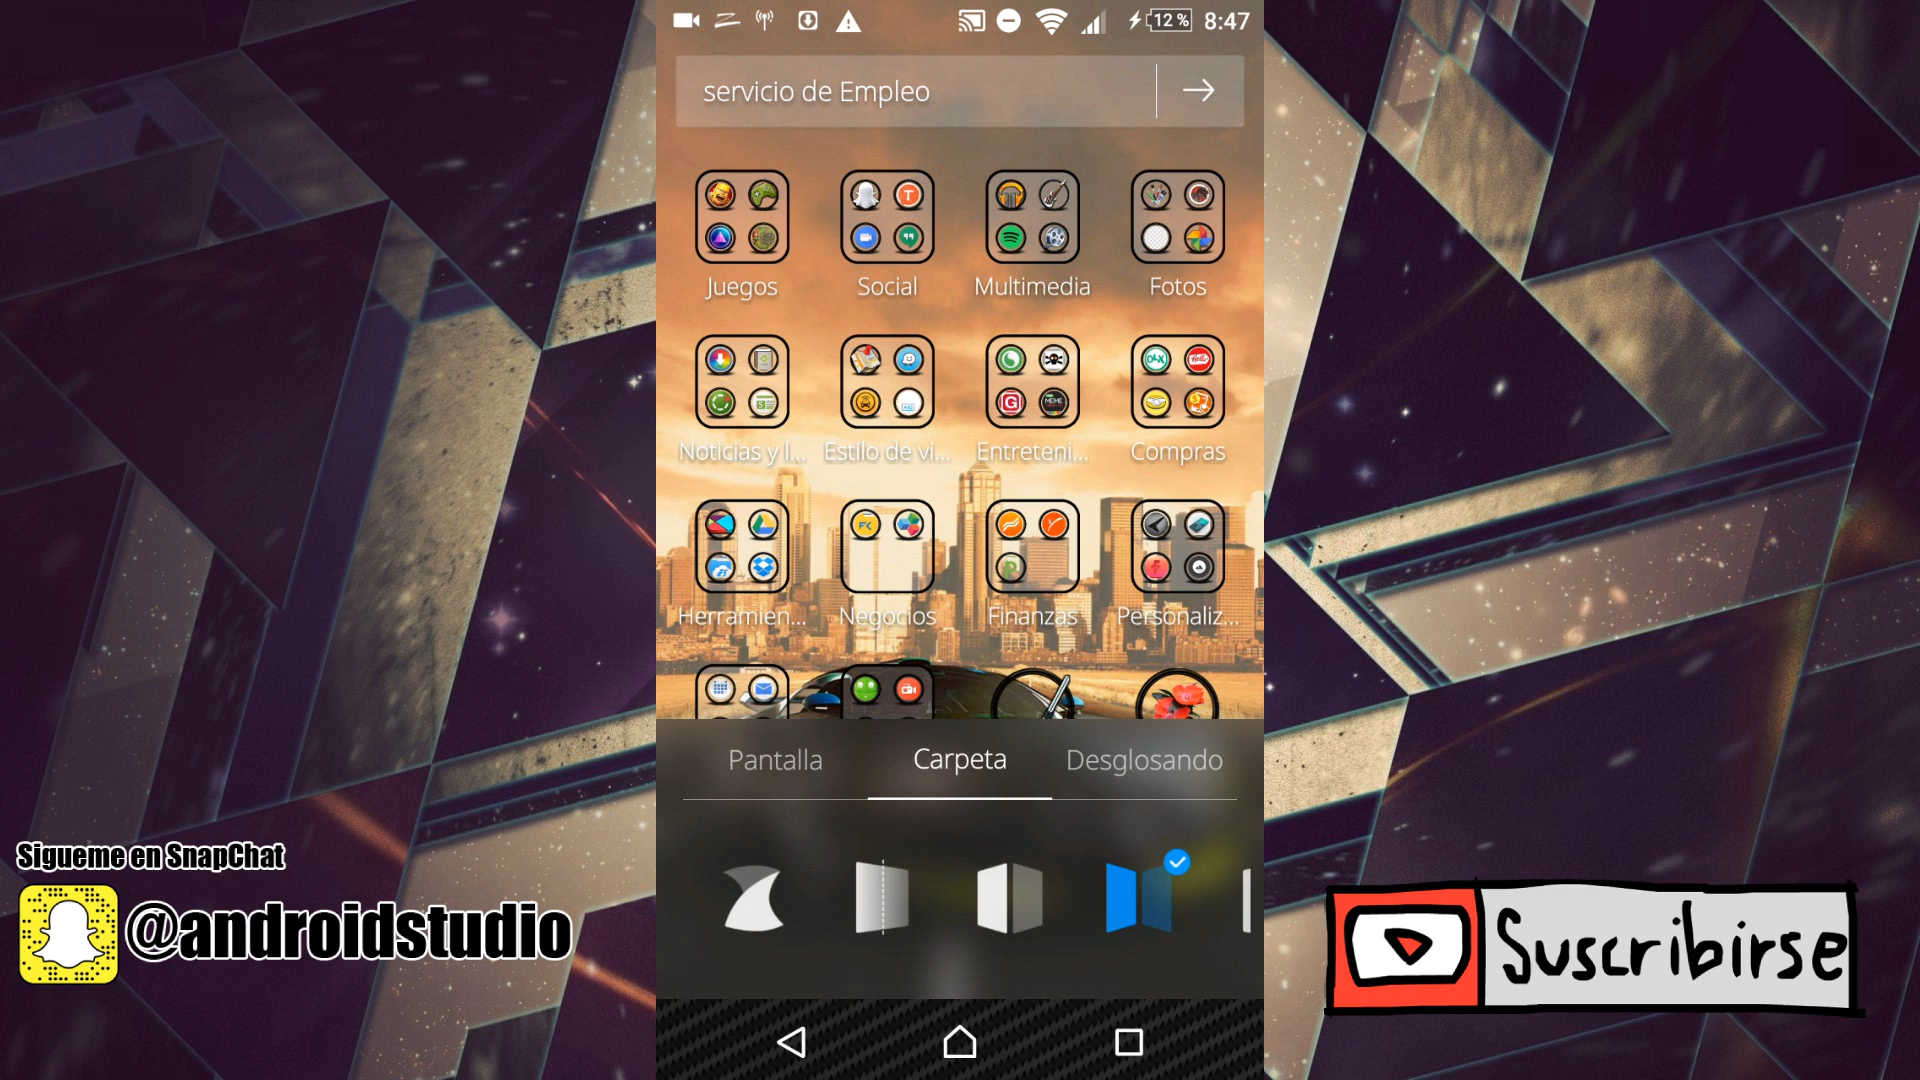 12 %
8:47
servicio de Empleo
Juegos
Social
Multimedia
Fotos
Noticias y l...
Estilo de vi...
Entreteni...
Compras
Herramien...
Negocios
Finanzas
Personaliz...
Pantalla
Carpeta
Desglosando
Sigueme en SnapChat
@androidstudio
Suscribirse